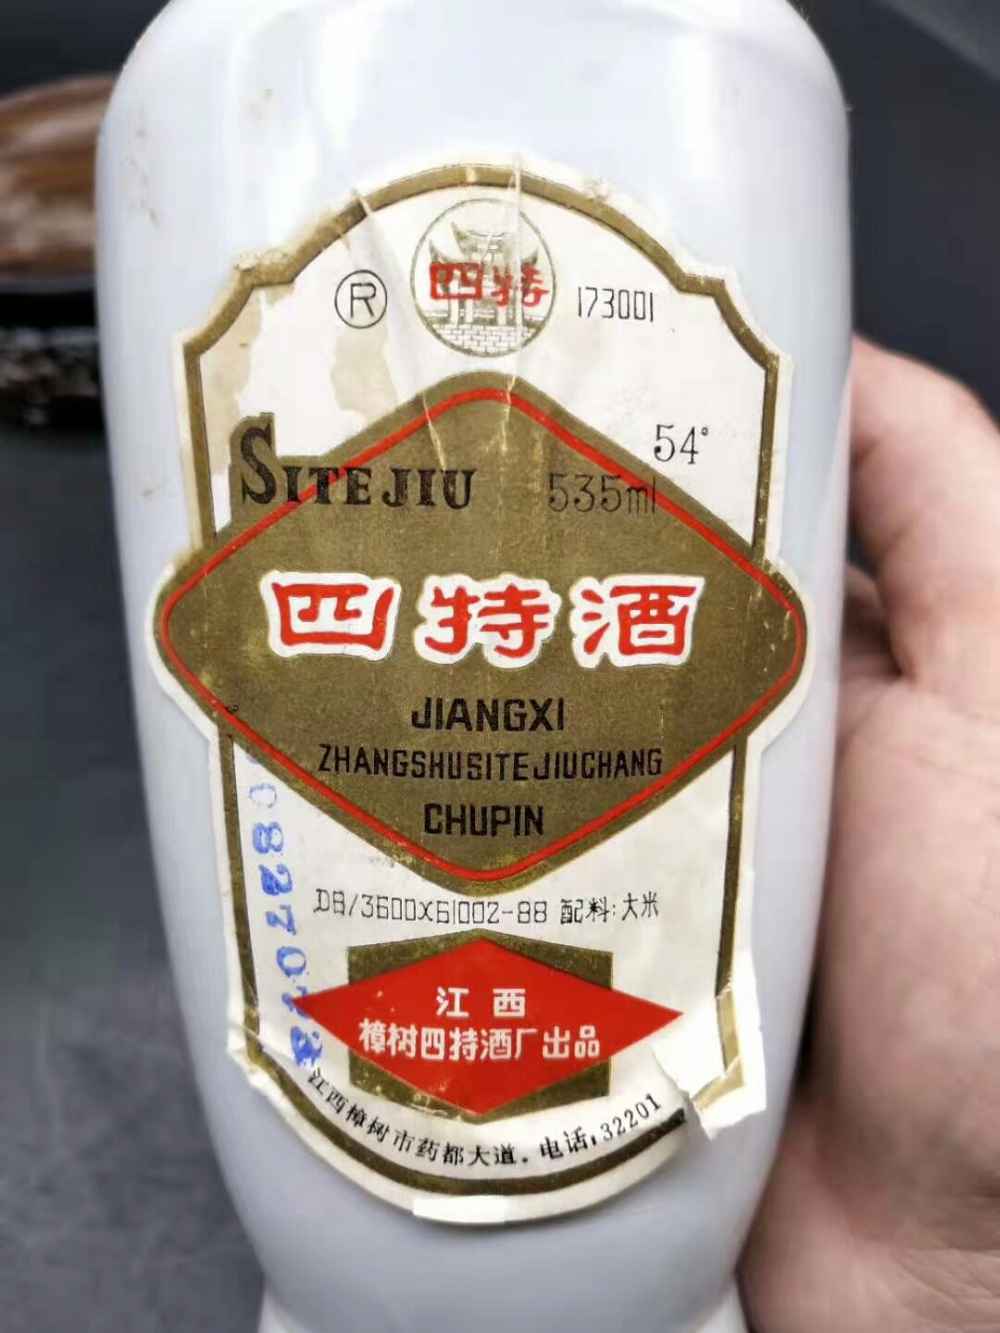 四特
R
173001
54°
SITEJIU 535ml
四特酒
JIANGXI
ZHANGSHUSITEJIUCHANG
CHUPIN
DB/3600X61002-88 配料:大米
江西
樟树四特酒厂出品
江西樟树市药都大道. 电话:32201